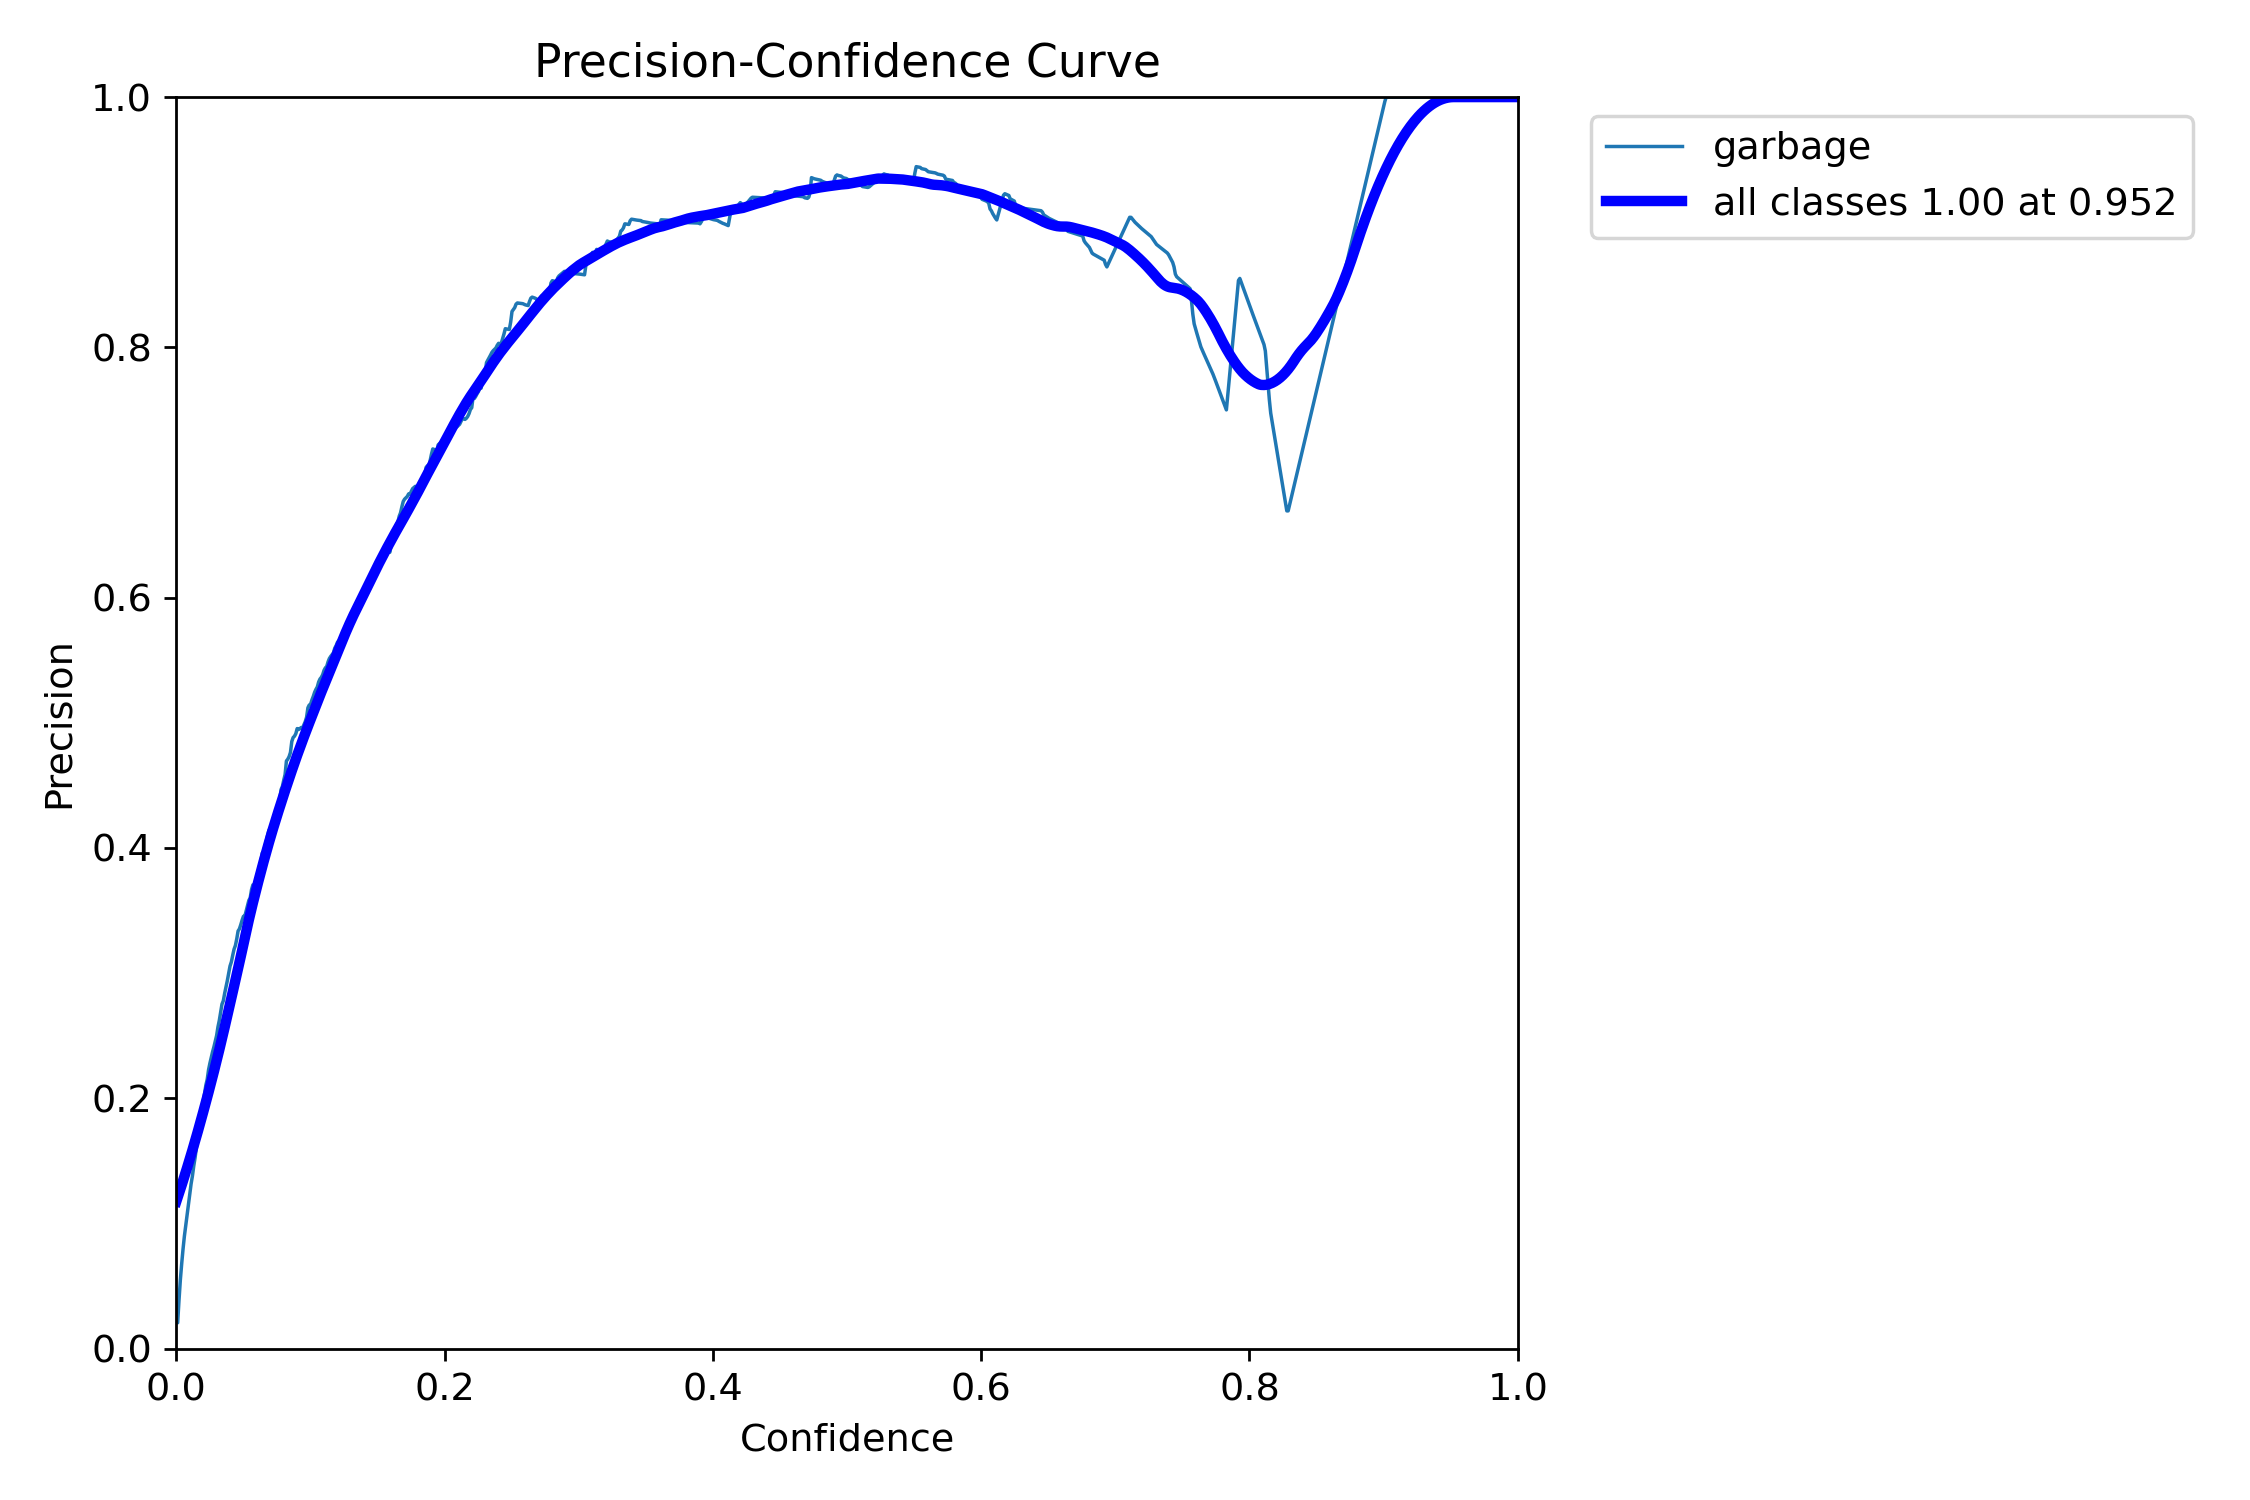 Precision-Confidence Curve
1.0
0.8
0.6
0.4
0.2
0.0
Precision
0.0 0.2 0.4 0.6 0.8 1.0
Confidence
garbage
all classes 1.00 at 0.952